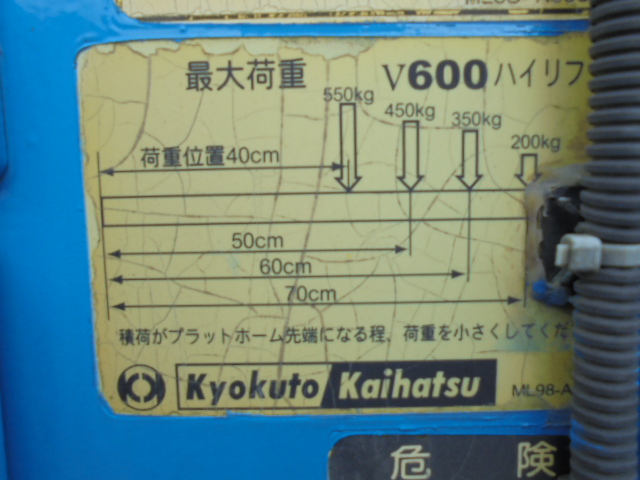 最大荷重 V600ハイリフ
550kg
450kg
350kg
200kg
荷重位置40cm
50cm
60cm
70cm
積荷がプラットホーム先端になる程、荷重を小さくしてくだ
Kyokuto Kaihatsu
ML98-A
危 険